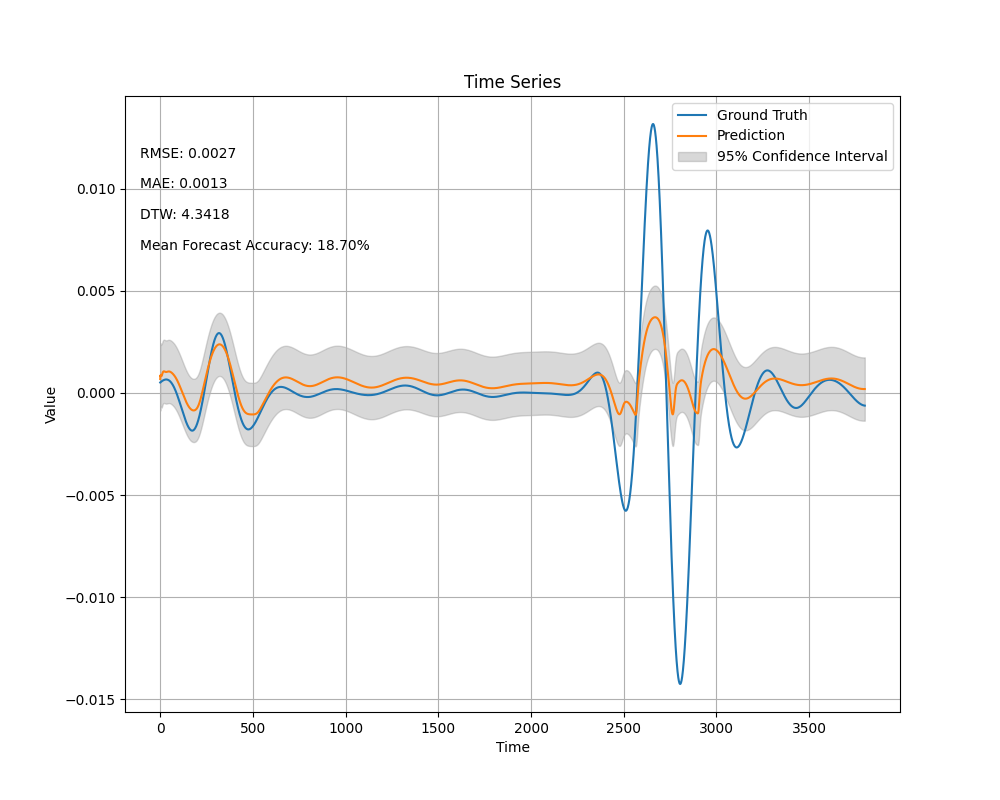 Time Series
Ground Truth
Prediction
95% Confidence Interval
RMSE: 0.0027
MAE: 0.0013
DTW: 4.3418
Mean Forecast Accuracy: 18.70%
0.010
0.005
0.000
−0.005
−0.010
−0.015
Value
0 500 1000 1500 2000 2500 3000 3500
Time